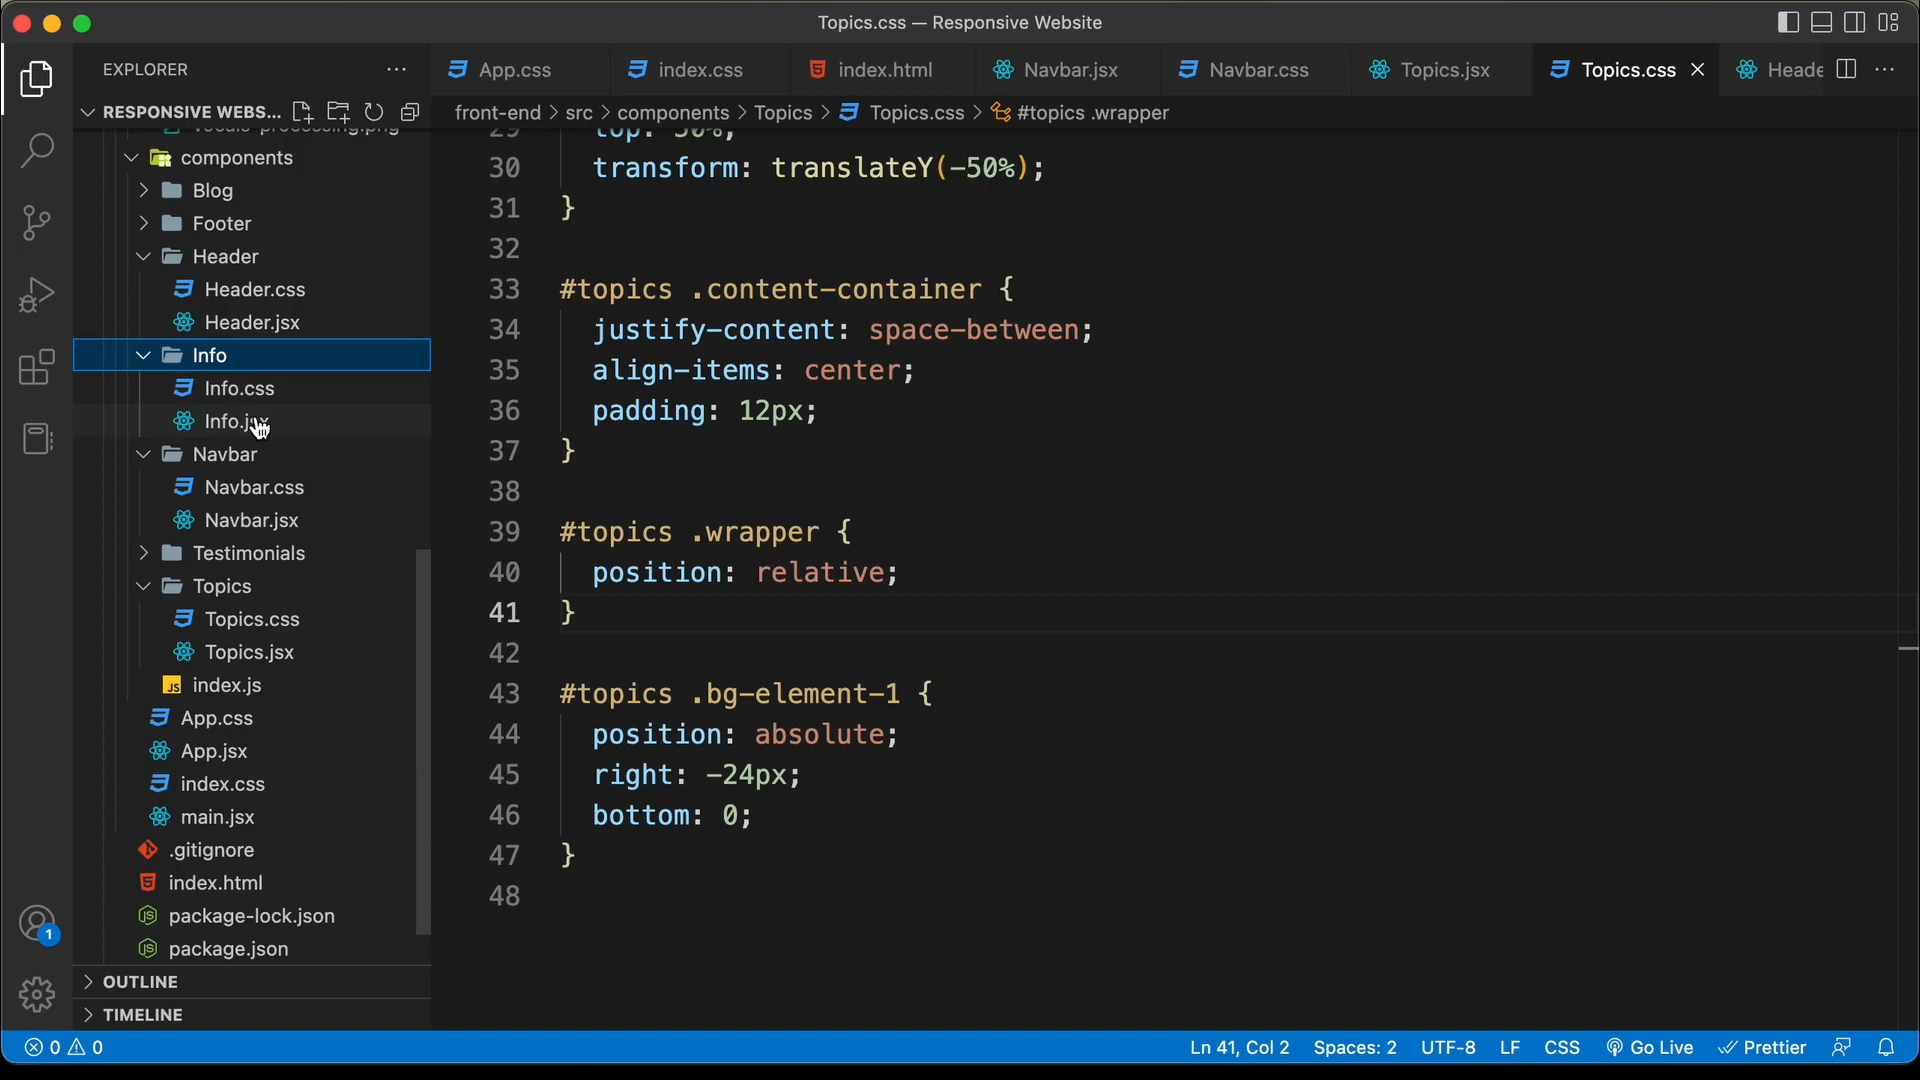 Topics.css — Responsive Website
EXPLORER
App.css
index.css
index.html
Navbar.jsx
Navbar.css
Topics.jsx
Topics.css
Heade
RESPONSIVE WEBS...
front-end > src > components > Topics > Topics.css > #topics .wrapper
vocals-processing.png
components
Blog
Footer
Header
Header.css
Header.jsx
Info
Info.css
Info.jsx
Navbar
Navbar.css
Navbar.jsx
Testimonials
Topics
Topics.css
Topics.jsx
JS index.js
App.css
App.jsx
index.css
main.jsx
.gitignore
index.html
package-lock.json
package.json
OUTLINE
TIMELINE
29 top: 50%;
30 transform: translateY(-50%);
31 }
32
33 #topics .content-container {
34 justify-content: space-between;
35 align-items: center;
36 padding: 12px;
37 }
38
39 #topics .wrapper {
40 position: relative;
41 }
42
43 #topics .bg-element-1 {
44 position: absolute;
45 right: -24px;
46 bottom: 0;
47 }
48
1
0 0
Ln 41, Col 2
Spaces: 2
UTF-8
LF
CSS
Go Live
Prettier